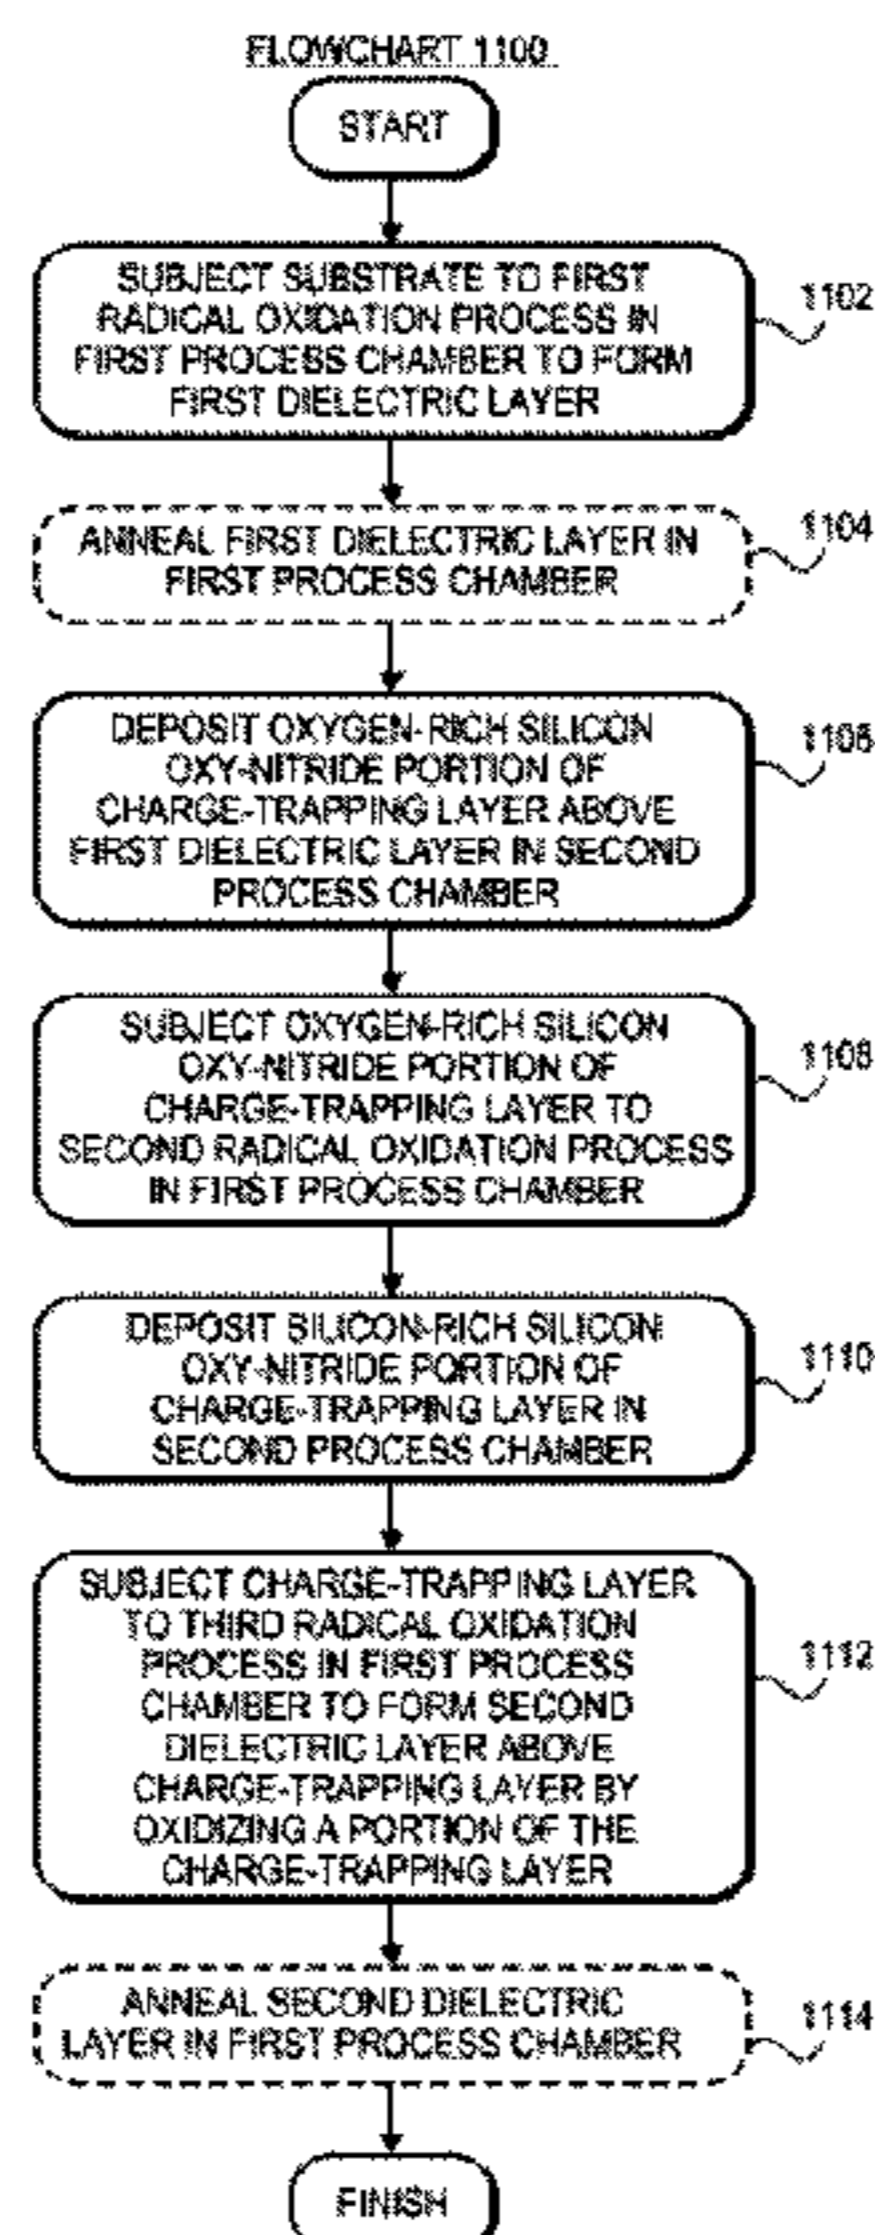 FLOWCHART 1100
START
SUBJECT SUBSTRATE TO FIRST
RADICAL OXIDATION PROCESS IN
FIRST PROCESS CHAMBER TO FORM
FIRST DIELECTRIC LAYER
1102
ANNEAL FIRST DIELECTRIC LAYER IN
FIRST PROCESS CHAMBER
1104
DEPOSIT OXYGEN-RICH SILICON
OXY-NITRIDE PORTION OF
CHARGE-TRAPPING LAYER ABOVE
FIRST DIELECTRIC LAYER IN SECOND
PROCESS CHAMBER
1106
SUBJECT OXYGEN-RICH SILICON
OXY-NITRIDE PORTION OF
CHARGE-TRAPPING LAYER TO
SECOND RADICAL OXIDATION PROCESS
IN FIRST PROCESS CHAMBER
1108
DEPOSIT SILICON-RICH SILICON
OXY-NITRIDE PORTION OF
CHARGE-TRAPPING LAYER IN
SECOND PROCESS CHAMBER
1110
SUBJECT CHARGE-TRAPPING LAYER
TO THIRD RADICAL OXIDATION
PROCESS IN FIRST PROCESS
CHAMBER TO FORM SECOND
DIELECTRIC LAYER ABOVE
CHARGE-TRAPPING LAYER BY
OXIDIZING A PORTION OF THE
CHARGE-TRAPPING LAYER
1112
ANNEAL SECOND DIELECTRIC
LAYER IN FIRST PROCESS CHAMBER
1114
FINISH